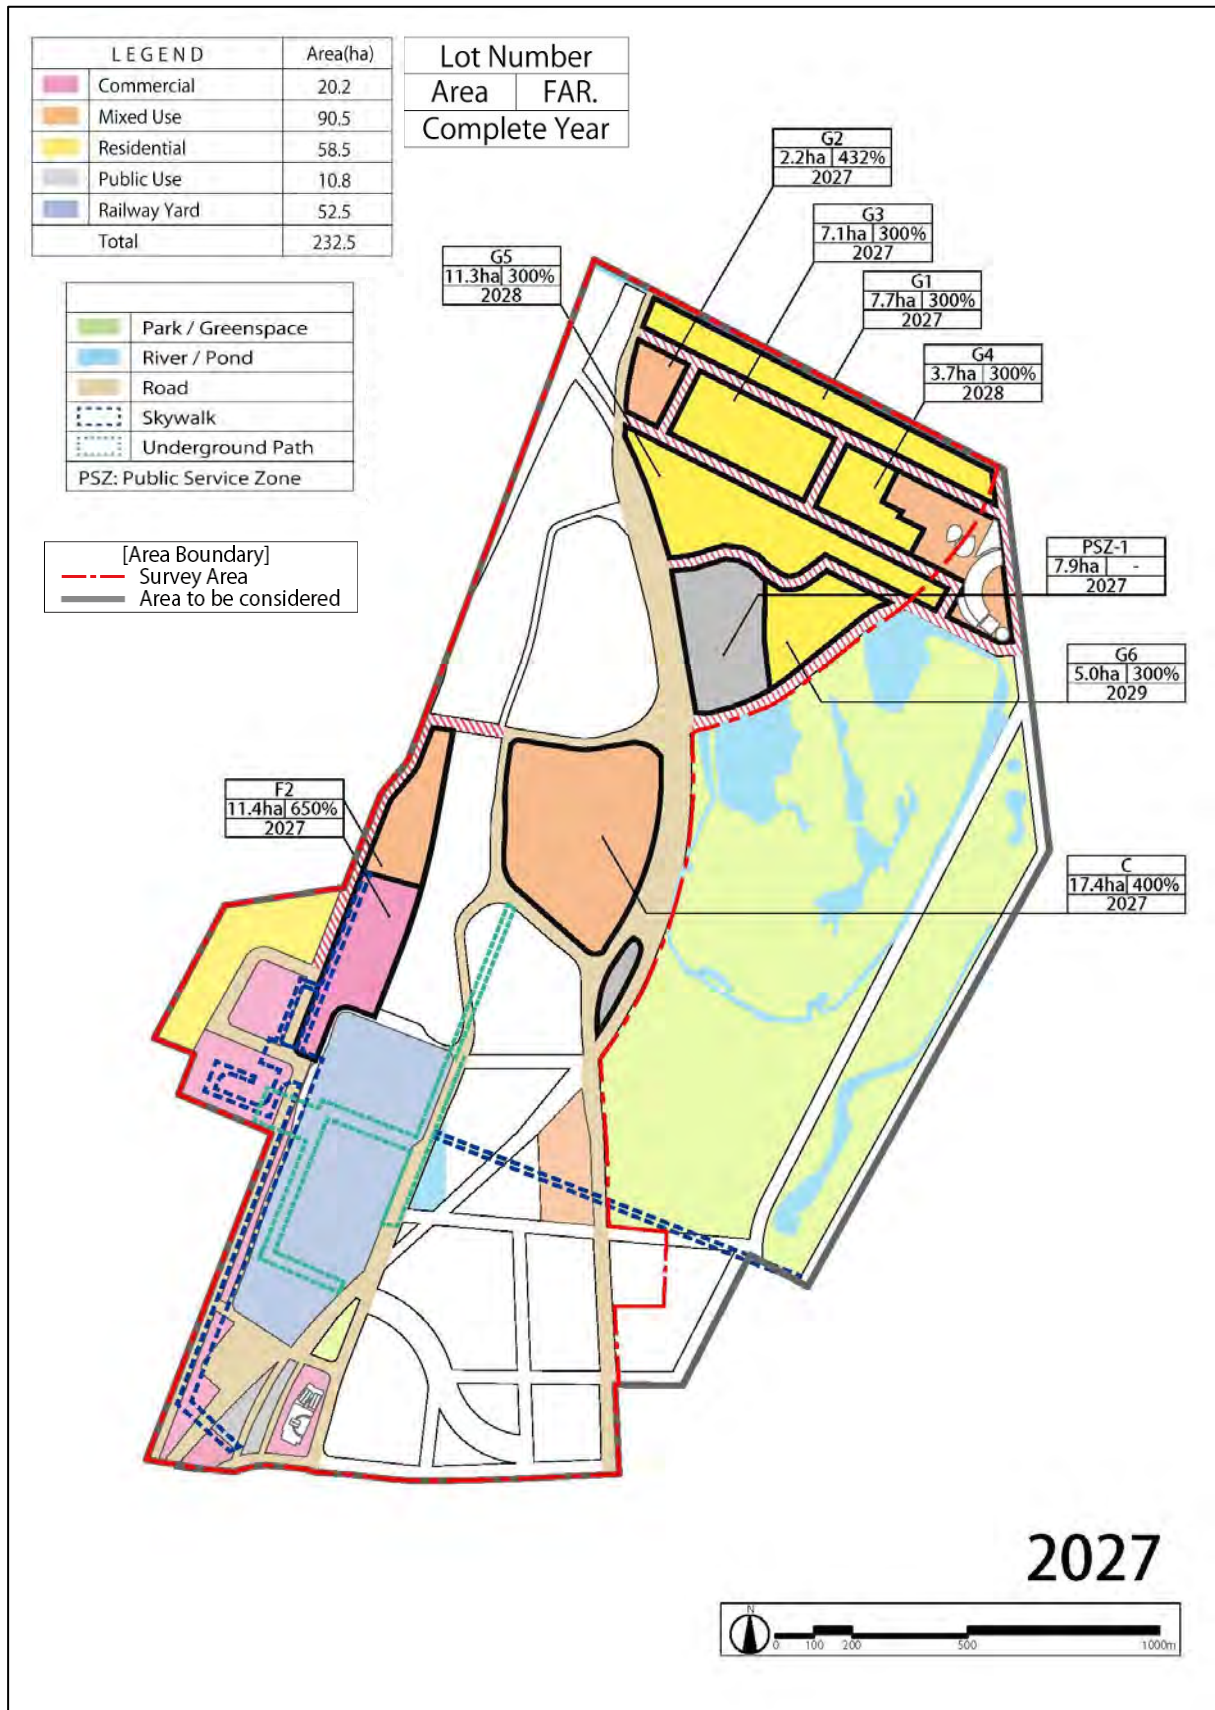 LEGEND Area(ha)
Commercial 20.2
Mixed Use 90.5
Residential 58.5
Public Use 10.8
Railway Yard 52.5
Total 232.5
Lot Number
Area FAR.
Complete Year
Park / Greenspace
River / Pond
Road
Skywalk
Underground Path
PSZ: Public Service Zone
[Area Boundary]
Survey Area
Area to be considered
G2
2.2ha 432%
2027
G3
7.1ha 300%
2027
G5
11.3ha 300%
2028
G1
7.7ha 300%
2027
G4
3.7ha 300%
2028
PSZ-1
7.9ha -
2027
G6
5.0ha 300%
2029
F2
11.4ha 650%
2027
C
17.4ha 400%
2027
2027
N
0 100 200 500 1000m